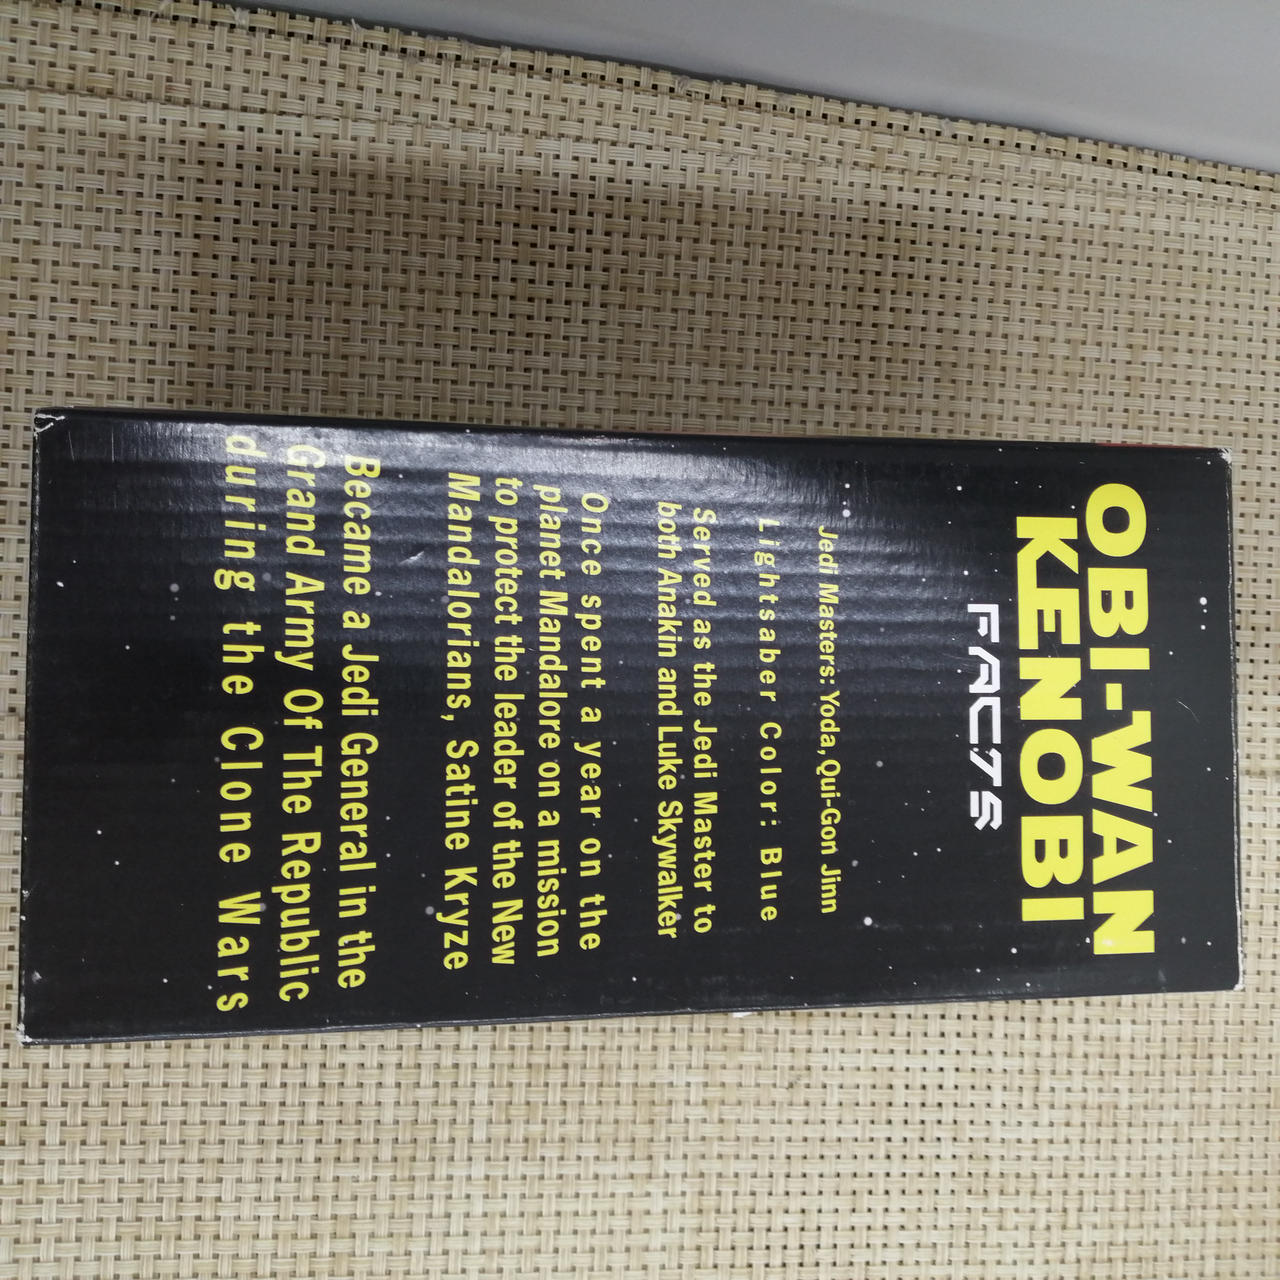 OBI-WAN
KENOBI
FACTS
Jedi Masters: Yoda, Qui-Gon Jinn
Lightsaber Color: Blue
Served as the Jedi Master to
both Anakin and Luke Skywalker
Once spent a year on the
planet Mandalore on a mission
to protect the leader of the New
Mandalorians, Satine Kryze
Became a Jedi General in the
Grand Army Of The Republic
during the Clone Wars